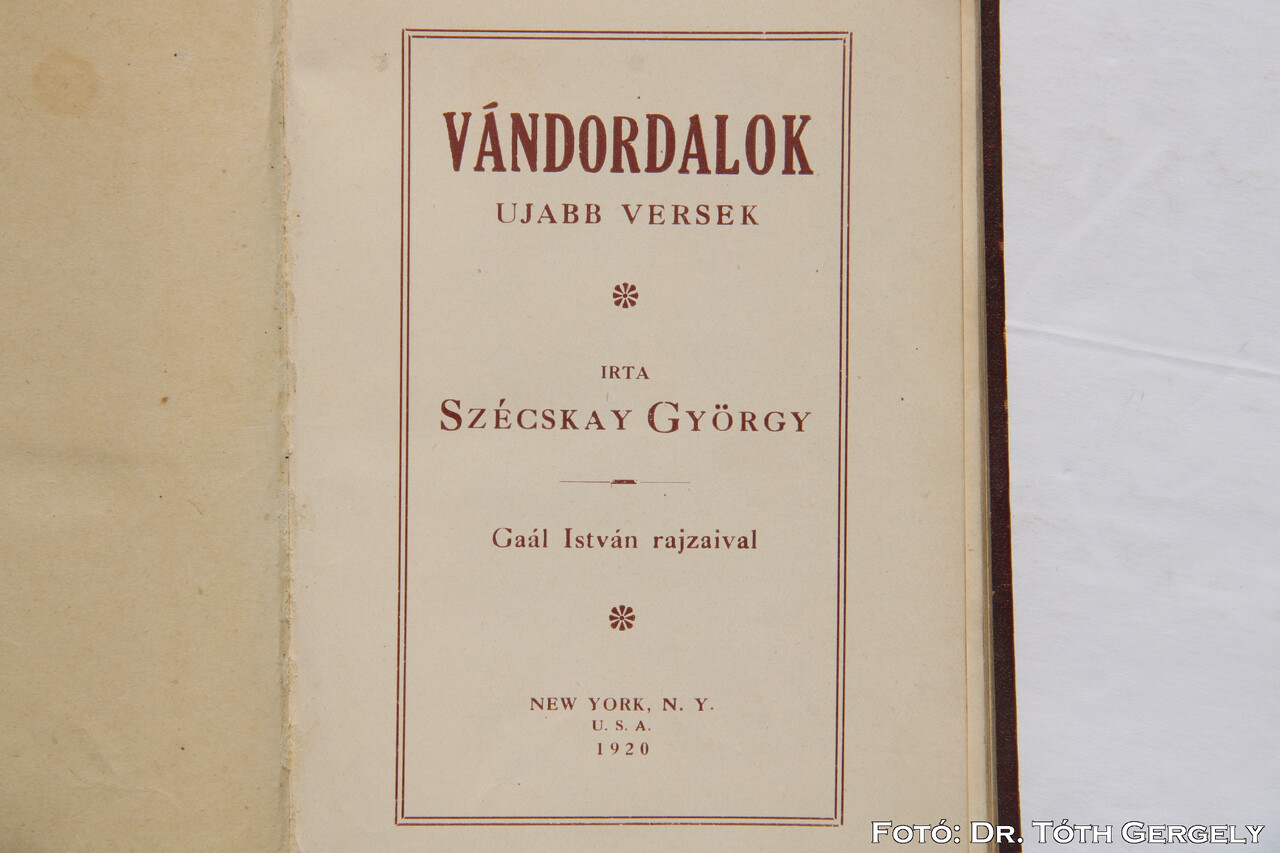 VÁNDORDALOK
UJABB VERSEK
IRTA
SZÉCSKAY GYÖRGY
Gaál István rajzaival
NEW YORK, N. Y.
U. S. A.
1920
FOTÓ: DR. TÓTH GERGELY